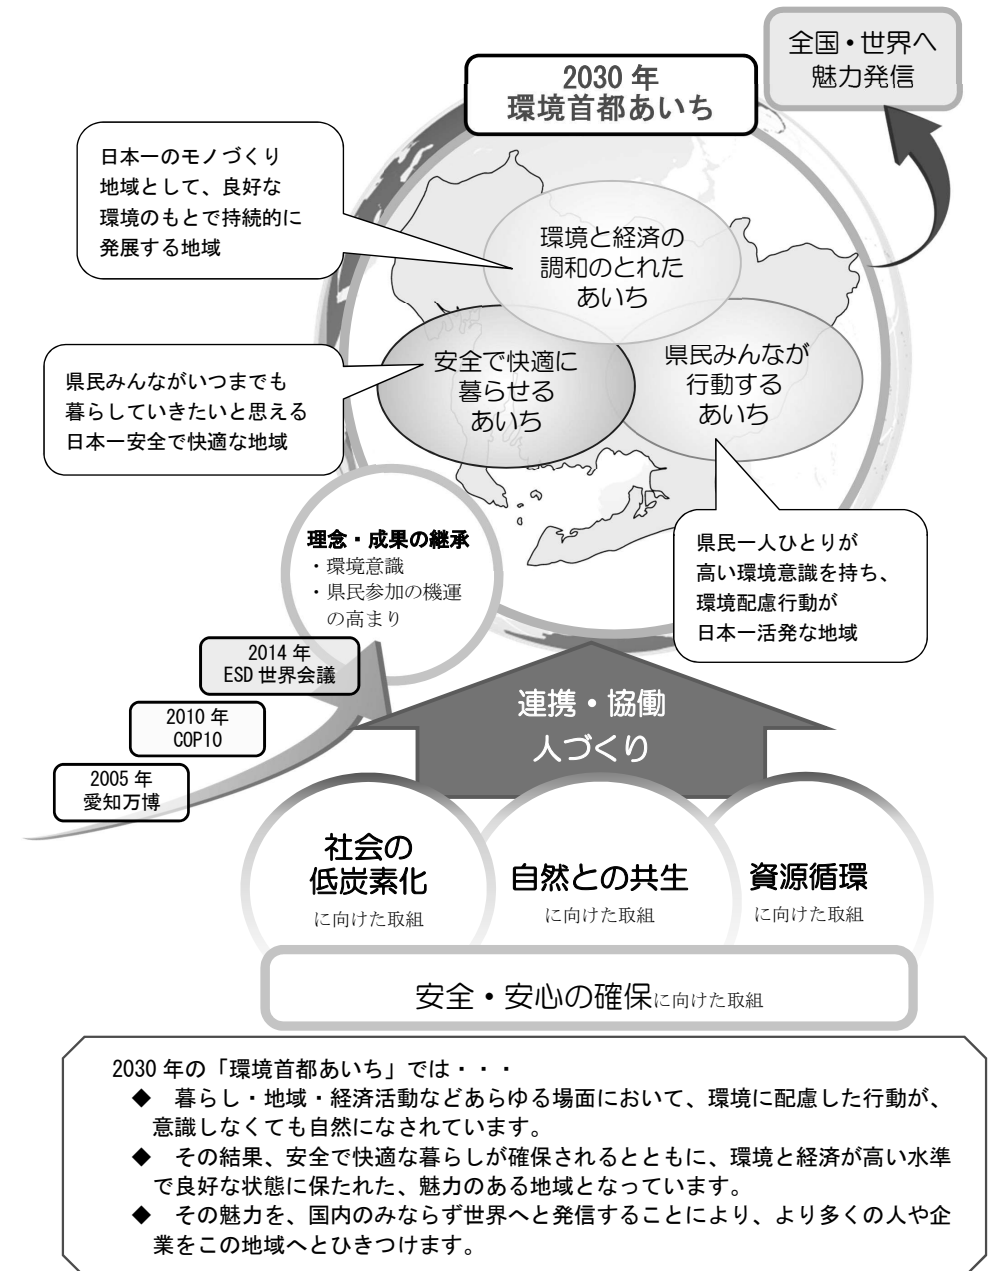 全国・世界へ
魅力発信
2030 年
環境首都あいち
日本一のモノづくり
地域として、良好な
環境のもとで持続的に
発展する地域
環境と経済の
調和のとれた
あいち
県民みんながいつまでも
暮らしていきたいと思える
日本一安全で快適な地域
安全で快適に
暮らせる
あいち
県民みんなが
行動する
あいち
県民一人ひとりが
高い環境意識を持ち、
環境配慮行動が
日本一活発な地域
理念・成果の継承
・環境意識
・県民参加の機運
の高まり
2014 年
ESD 世界会議
2010 年
COP10
2005 年
愛知万博
連携・協働
人づくり
社会の
低炭素化
に向けた取組
自然との共生
に向けた取組
資源循環
に向けた取組
安全・安心の確保に向けた取組
2030 年の「環境首都あいち」では・・・
◆ 暮らし・地域・経済活動などあらゆる場面において、環境に配慮した行動が、
意識しなくても自然になされています。
◆ その結果、安全で快適な暮らしが確保されるとともに、環境と経済が高い水準
で良好な状態に保たれた、魅力のある地域となっています。
◆ その魅力を、国内のみならず世界へと発信することにより、より多くの人や企
業をこの地域へとひきつけます。